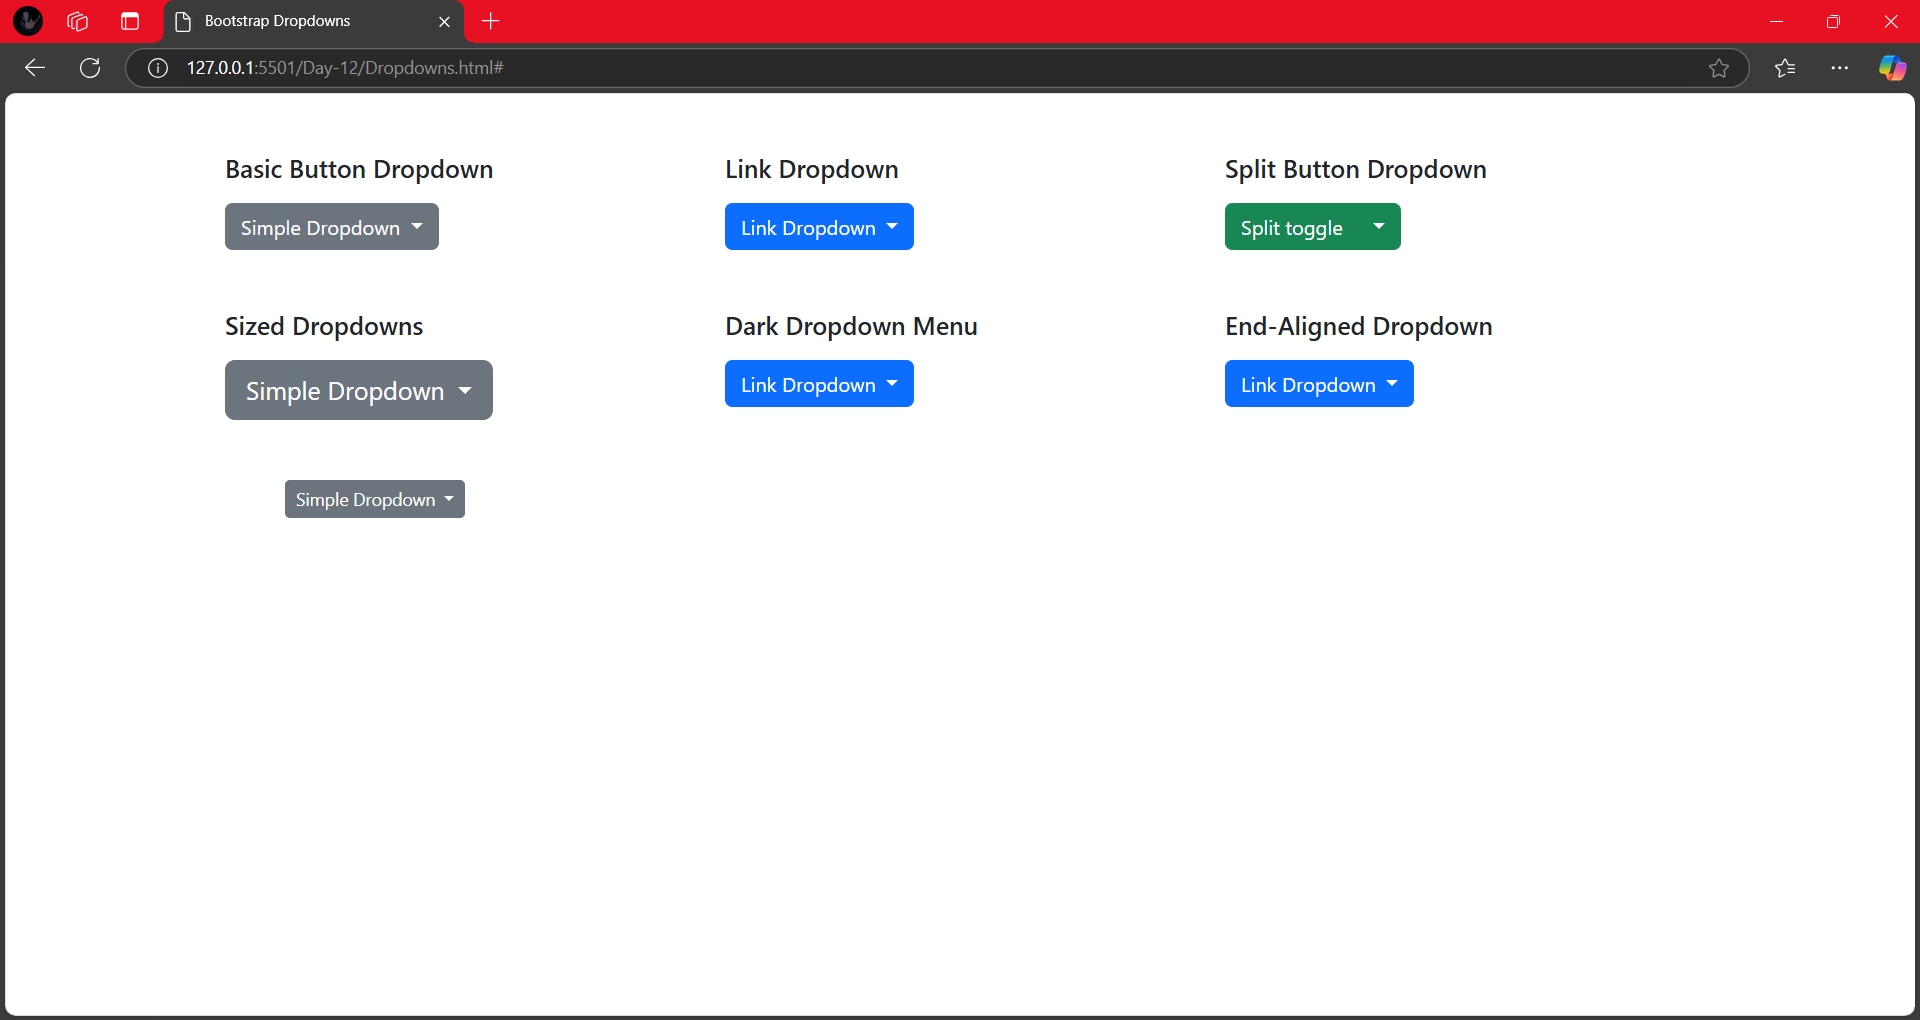 Bootstrap Dropdowns
127.0.0.1:5501/Day-12/Dropdowns.html#
Basic Button Dropdown
Link Dropdown
Split Button Dropdown
Simple Dropdown
Link Dropdown
Split toggle
Sized Dropdowns
Dark Dropdown Menu
End-Aligned Dropdown
Simple Dropdown
Link Dropdown
Link Dropdown
Simple Dropdown